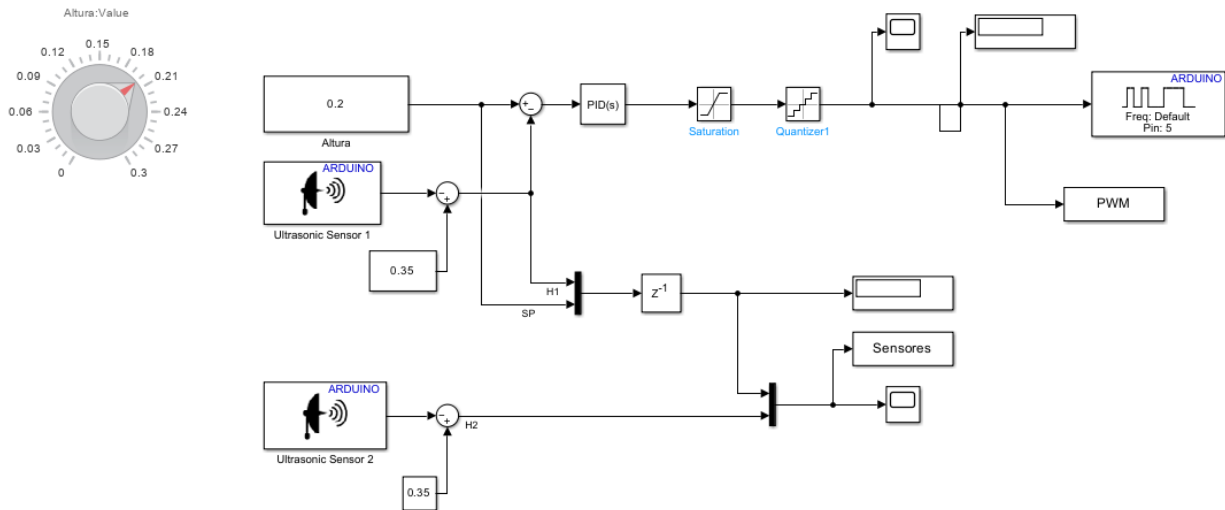 Altura:Value
0.15
0.12
0.18
0.09
0.21
0.06
0.24
0.03
0.27
0
0.3
0.2
Altura
+
−
PID(s)
Saturation
Quantizer1
ARDUINO
Freq: Default
Pin: 5
PWM
ARDUINO
Ultrasonic Sensor 1
−
+
0.35
H1
SP
Z-1
Sensores
ARDUINO
Ultrasonic Sensor 2
−
+
H2
0.35